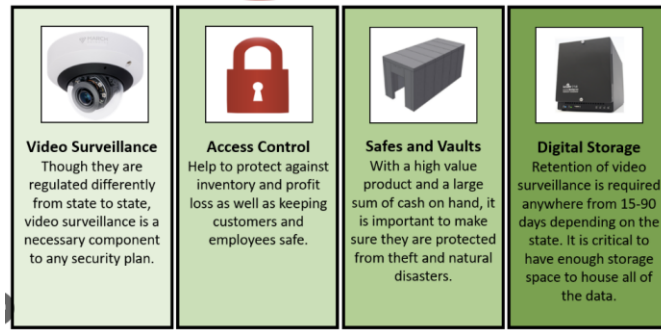 Video Surveillance
Though they are
regulated differently
from state to state,
video surveillance is a
necessary component
to any security plan.
Access Control
Help to protect against
inventory and profit
loss as well as keeping
customers and
employees safe.
Safes and Vaults
With a high value
product and a large
sum of cash on hand, it
is important to make
sure they are protected
from theft and natural
disasters.
Digital Storage
Retention of video
surveillance is required
anywhere from 15-90
days depending on the
state. It is critical to
have enough storage
space to house all of
the data.